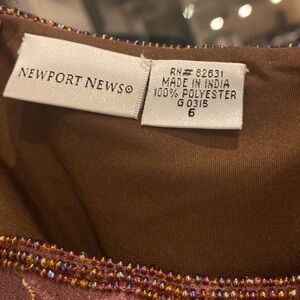 NEWPORT NEWS®
RN# 82631
MADE IN INDIA
100% POLYESTER
G 0315
6